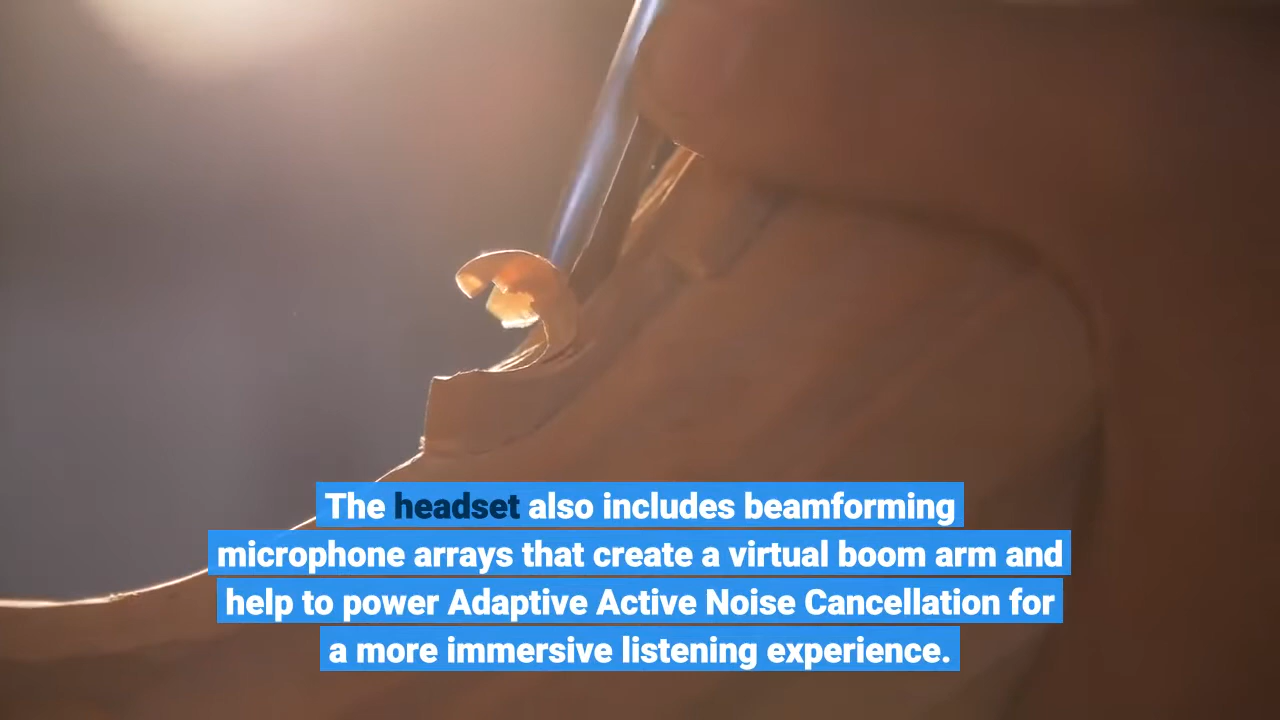 The headset also includes beamforming
microphone arrays that create a virtual boom arm and
help to power Adaptive Active Noise Cancellation for
a more immersive listening experience.